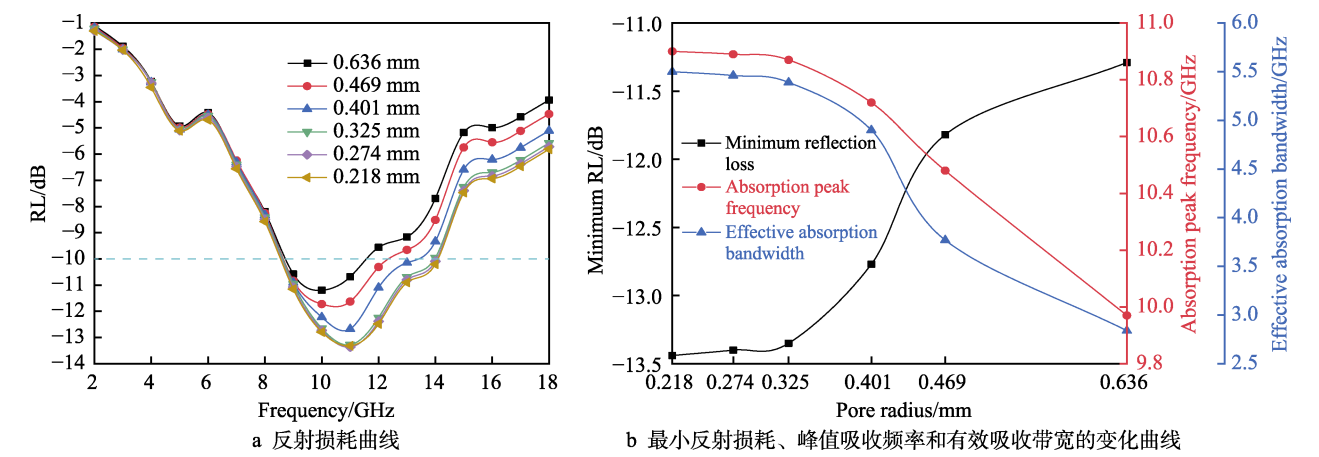 −1
−2
−3
−4
−5
−6
−7
−8
−9
−10
−11
−12
−13
−14
RL/dB
2
4
6
8
10
12
14
16
18
Frequency/GHz
0.636 mm
0.469 mm
0.401 mm
0.325 mm
0.274 mm
0.218 mm
a 反射损耗曲线
−11.0
−11.5
−12.0
−12.5
−13.0
−13.5
Minimum RL/dB
Minimum reflection
loss
Absorption peak
frequency
Effective absorption
bandwidth
0.218
0.274
0.325
0.401
0.469
0.636
Pore radius/mm
11.0
10.8
10.6
10.4
10.2
10.0
9.8
Absorption peak frequency/GHz
6.0
5.5
5.0
4.5
4.0
3.5
3.0
2.5
Effective absorption bandwidth/GHz
b 最小反射损耗、峰值吸收频率和有效吸收带宽的变化曲线